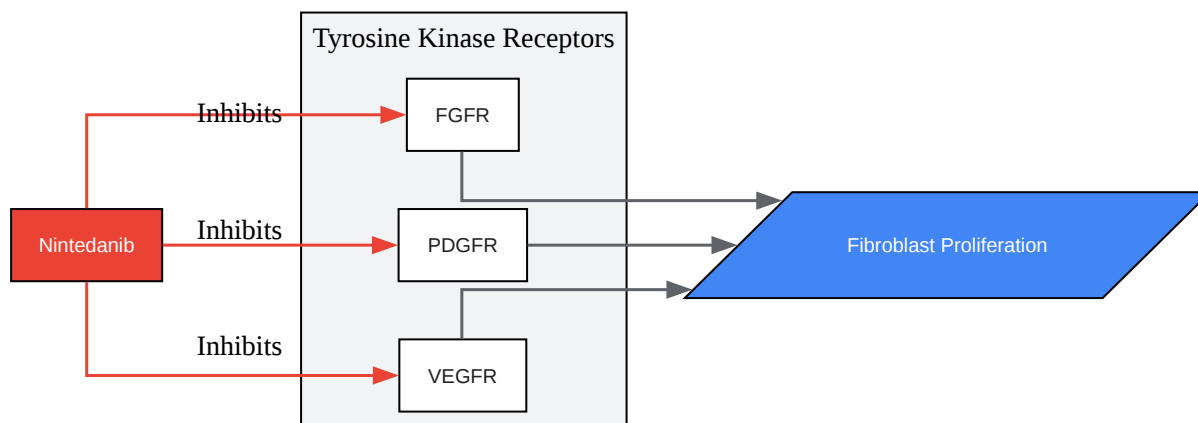 Tyrosine Kinase Receptors
Inhibits
FGFR
Nintedanib
Inhibits
PDGFR
Fibroblast Proliferation
Inhibits
VEGFR